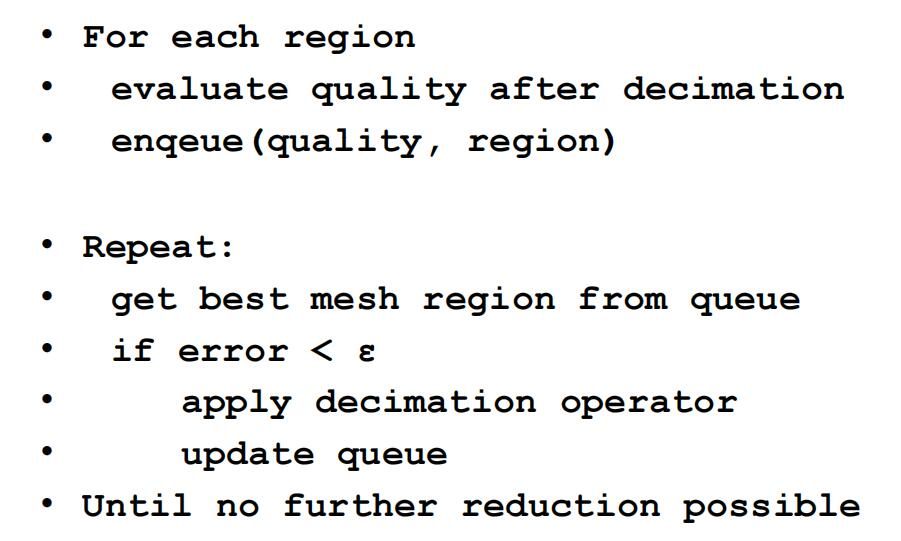 • For each region
• evaluate quality after decimation
• enqeue(quality, region)
• Repeat:
• get best mesh region from queue
• if error < ε
• apply decimation operator
• update queue
• Until no further reduction possible